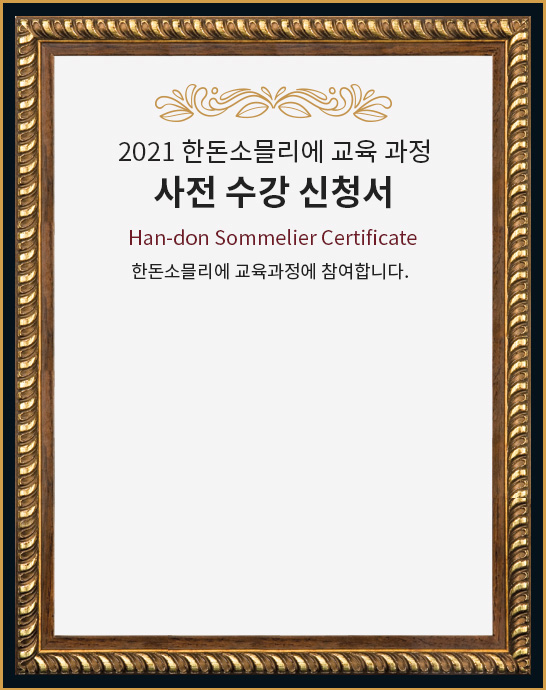 2021 한돈소믈리에 교육 과정
사전 수강 신청서
Han-don Sommelier Certificate
한돈소믈리에 교육과정에 참여합니다.